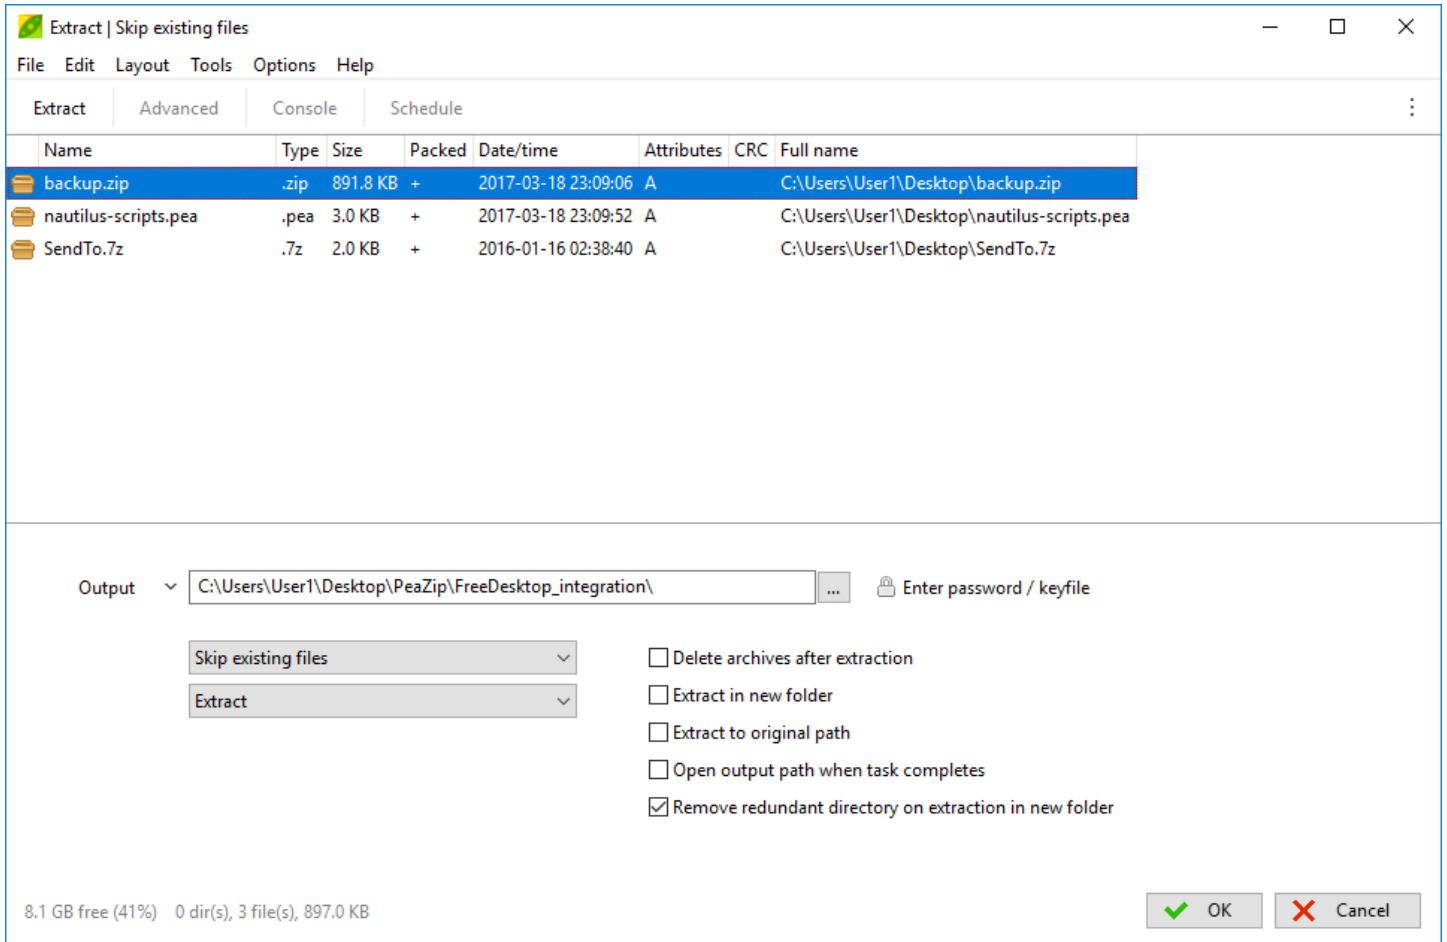 Extract | Skip existing files
File Edit Layout Tools Options Help
Extract Advanced Console Schedule
Name Type Size Packed Date/time Attributes CRC Full name
backup.zip .zip 891.8 KB + 2017-03-18 23:09:06 A C:\Users\User1\Desktop\backup.zip
nautilus-scripts.pea .pea 3.0 KB + 2017-03-18 23:09:52 A C:\Users\User1\Desktop\nautilus-scripts.pea
SendTo.7z .7z 2.0 KB + 2016-01-16 02:38:40 A C:\Users\User1\Desktop\SendTo.7z
Output C:\Users\User1\Desktop\PeaZip\FreeDesktop_integration\ ... Enter password / keyfile
Skip existing files Delete archives after extraction
Extract Extract in new folder
Extract to original path
Open output path when task completes
Remove redundant directory on extraction in new folder
8.1 GB free (41%) 0 dir(s), 3 file(s), 897.0 KB OK Cancel